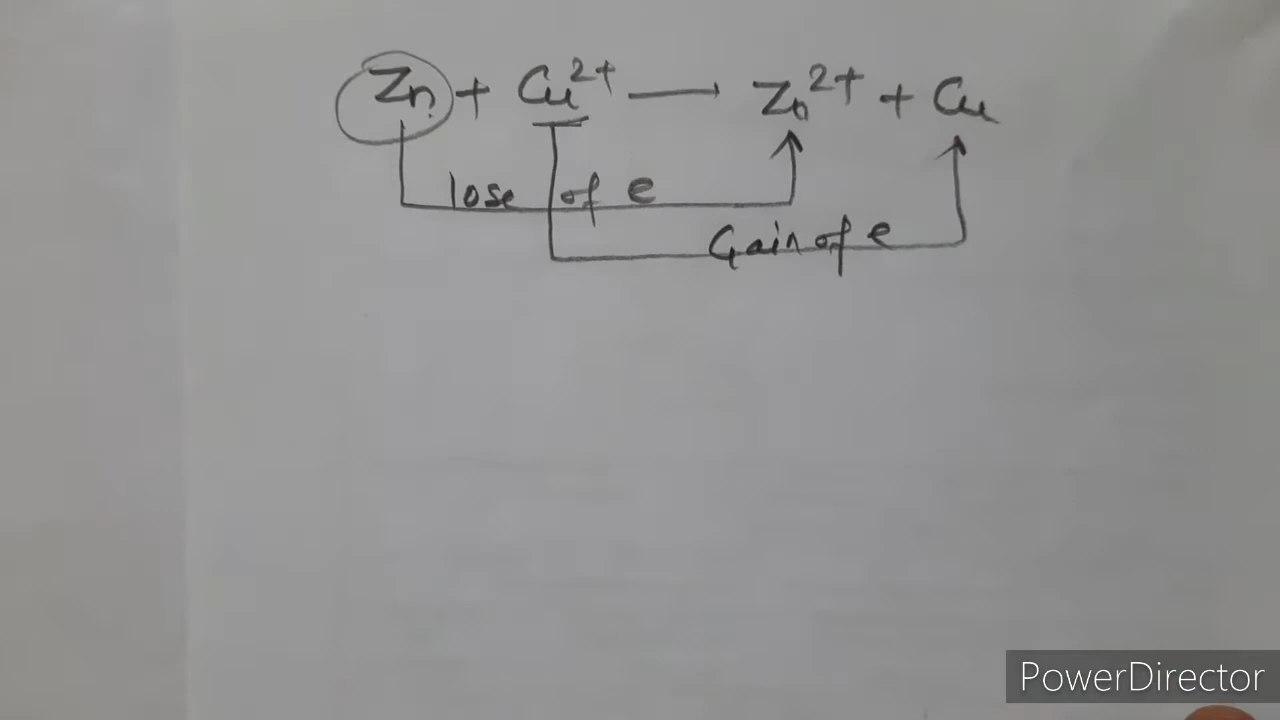 Zn + Cu²⁺ → Zn²⁺ + Cu
lose of e
Gain of e
PowerDirector